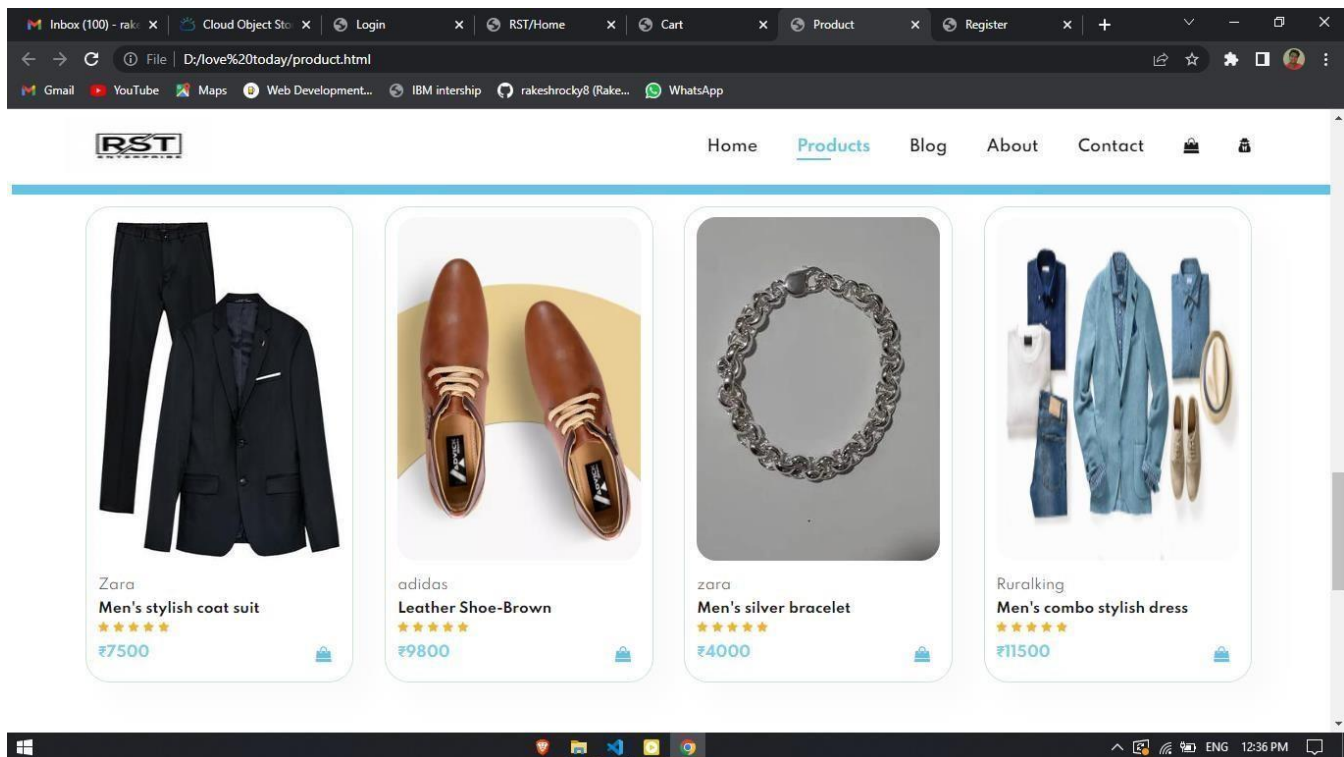 Inbox (100) - rak
Cloud Object Sto
Login
RST/Home
Cart
Product
Register
File D:/love%20today/product.html
Gmail YouTube Maps Web Development... IBM intership rakeshrocky8 (Rake... WhatsApp
RST
ENTERPRISE
Home Products Blog About Contact
ADVICK
ADVICK
Zara
Men's stylish coat suit
₹7500
adidas
Leather Shoe-Brown
₹9800
zara
Men's silver bracelet
₹4000
Ruralking
Men's combo stylish dress
₹11500
ENG 12:36 PM